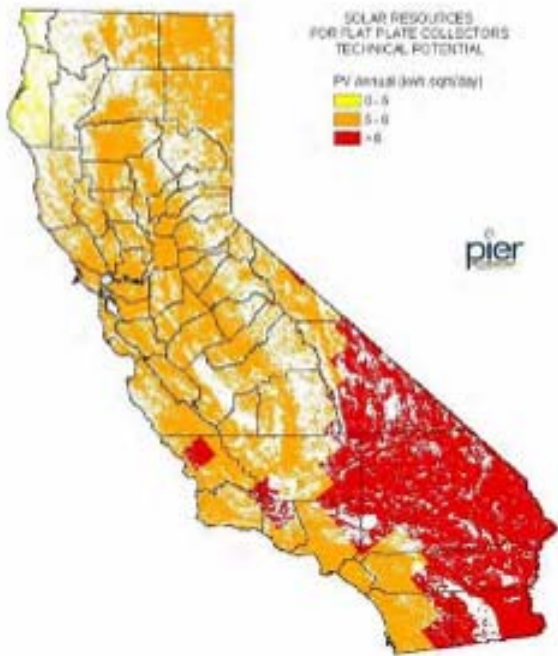 SOLAR RESOURCES
FOR FLAT PLATE COLLECTORS
TECHNICAL POTENTIAL
PV Annual (kWh sqm/day)
0 - 5
5 - 6
> 6
pier